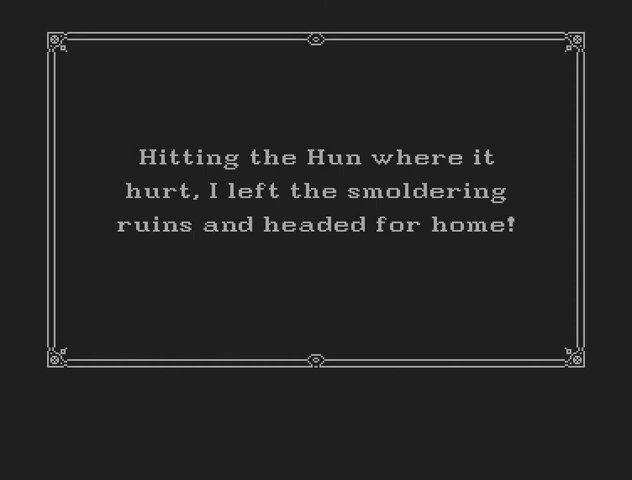 Hitting the Hun where it
hurt, I left the smoldering
ruins and headed for home!